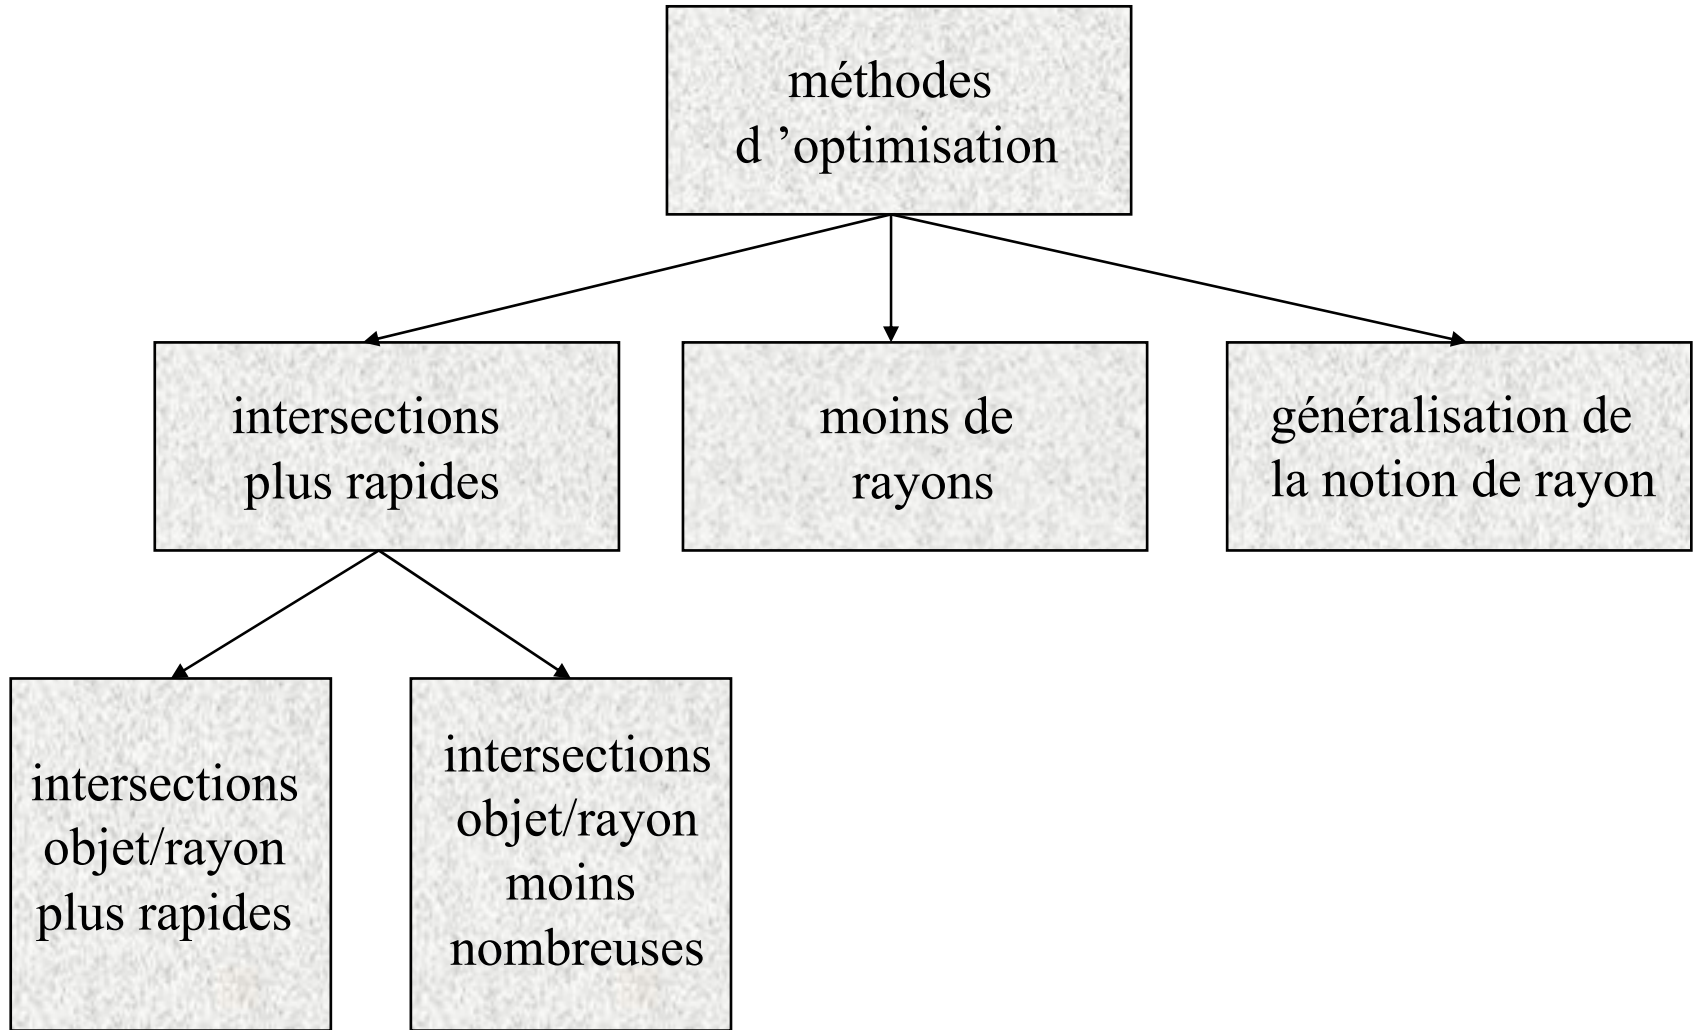 méthodes
d ’optimisation
intersections
plus rapides
moins de
rayons
généralisation de
la notion de rayon
intersections
objet/rayon
plus rapides
intersections
objet/rayon
moins
nombreuses